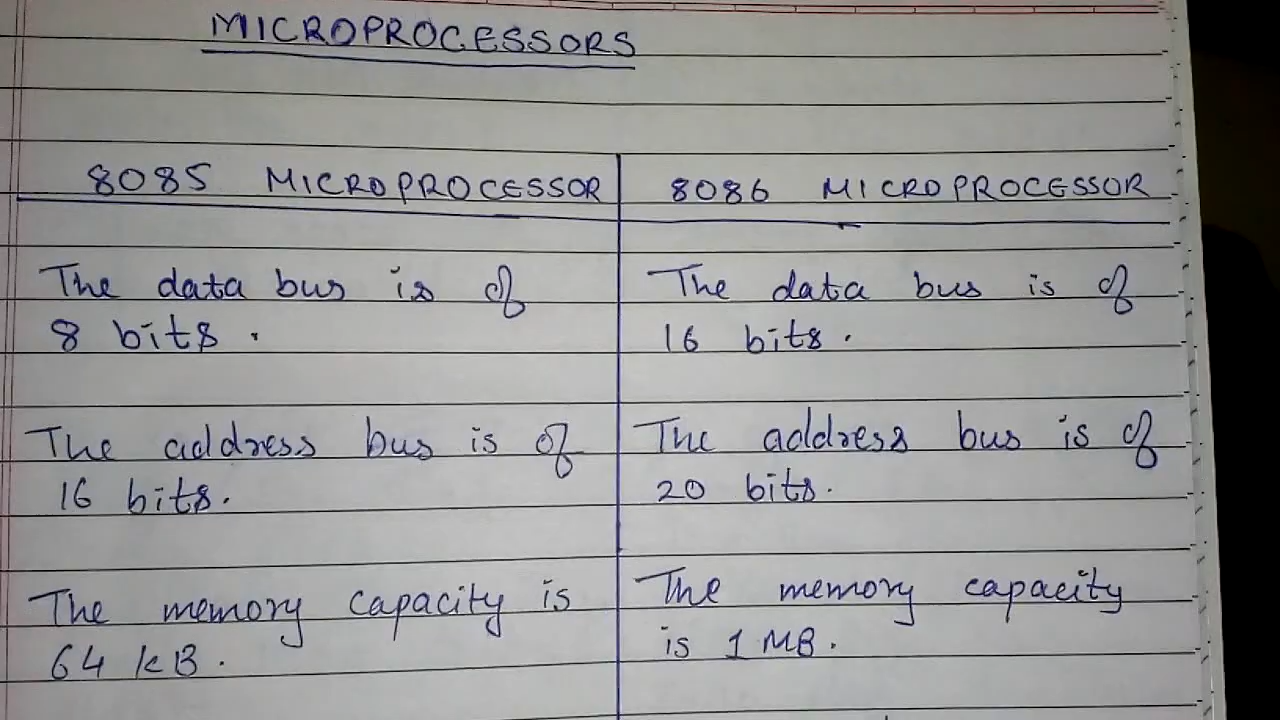 MICROPROCESSORS
8085 MICROPROCESSOR
The data bus is of
8 bits.
The address bus is of
16 bits.
The memory capacity is
64 kB.
8086 MICROPROCESSOR
The data bus is of
16 bits.
The address bus is of
20 bits.
The memory capacity
is 1 MB.